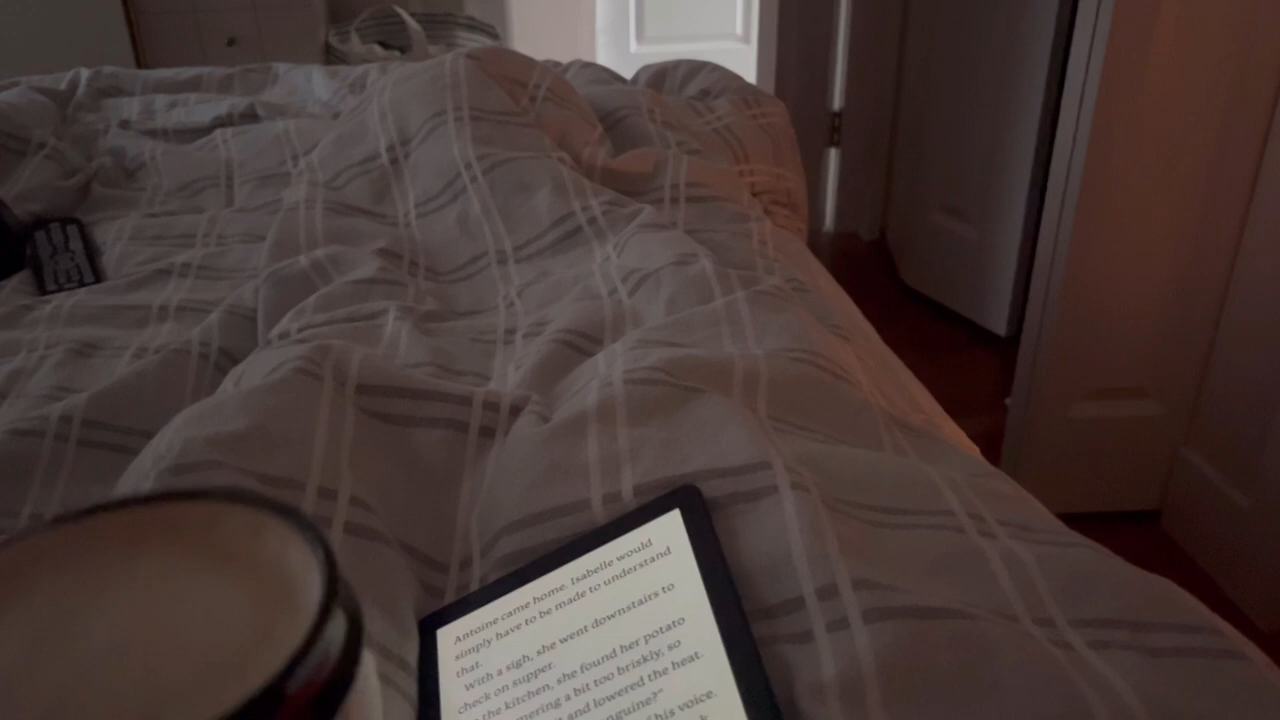 Antoine came home. Isabelle would
simply have to be made to understand
that.
With a sigh, she went downstairs to
check on supper.
the kitchen, she found her potato
mering a bit too briskly, so
and lowered the heat.
nguine?"
his voice.